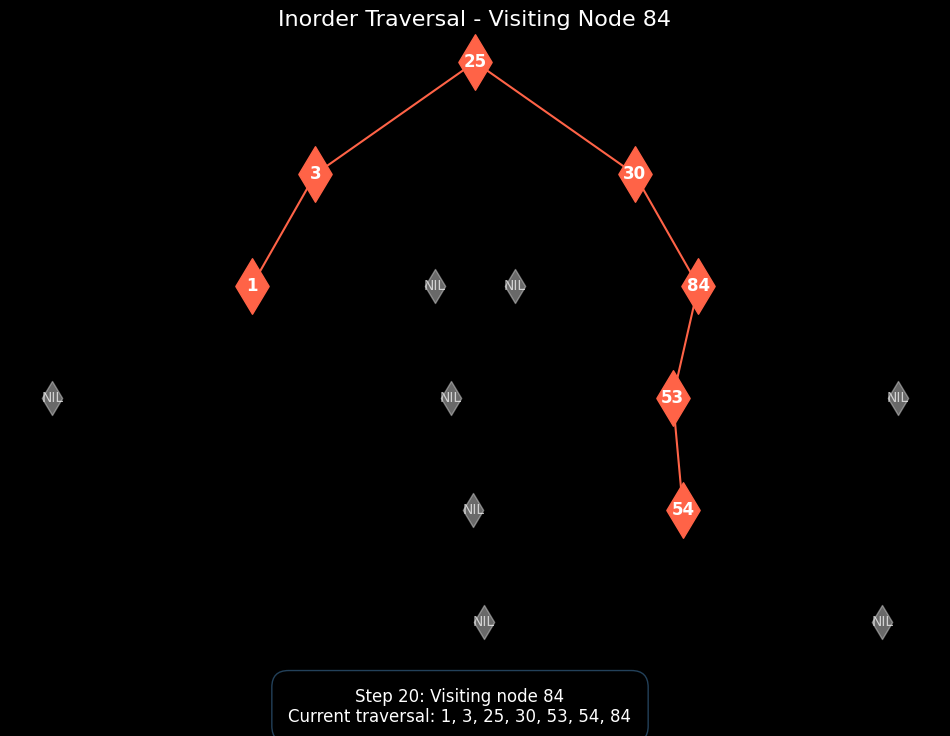 Inorder Traversal - Visiting Node 84
25
3
30
1
NIL
NIL
84
NIL
NIL
53
NIL
NIL
54
NIL
NIL
Step 20: Visiting node 84
Current traversal: 1, 3, 25, 30, 53, 54, 84